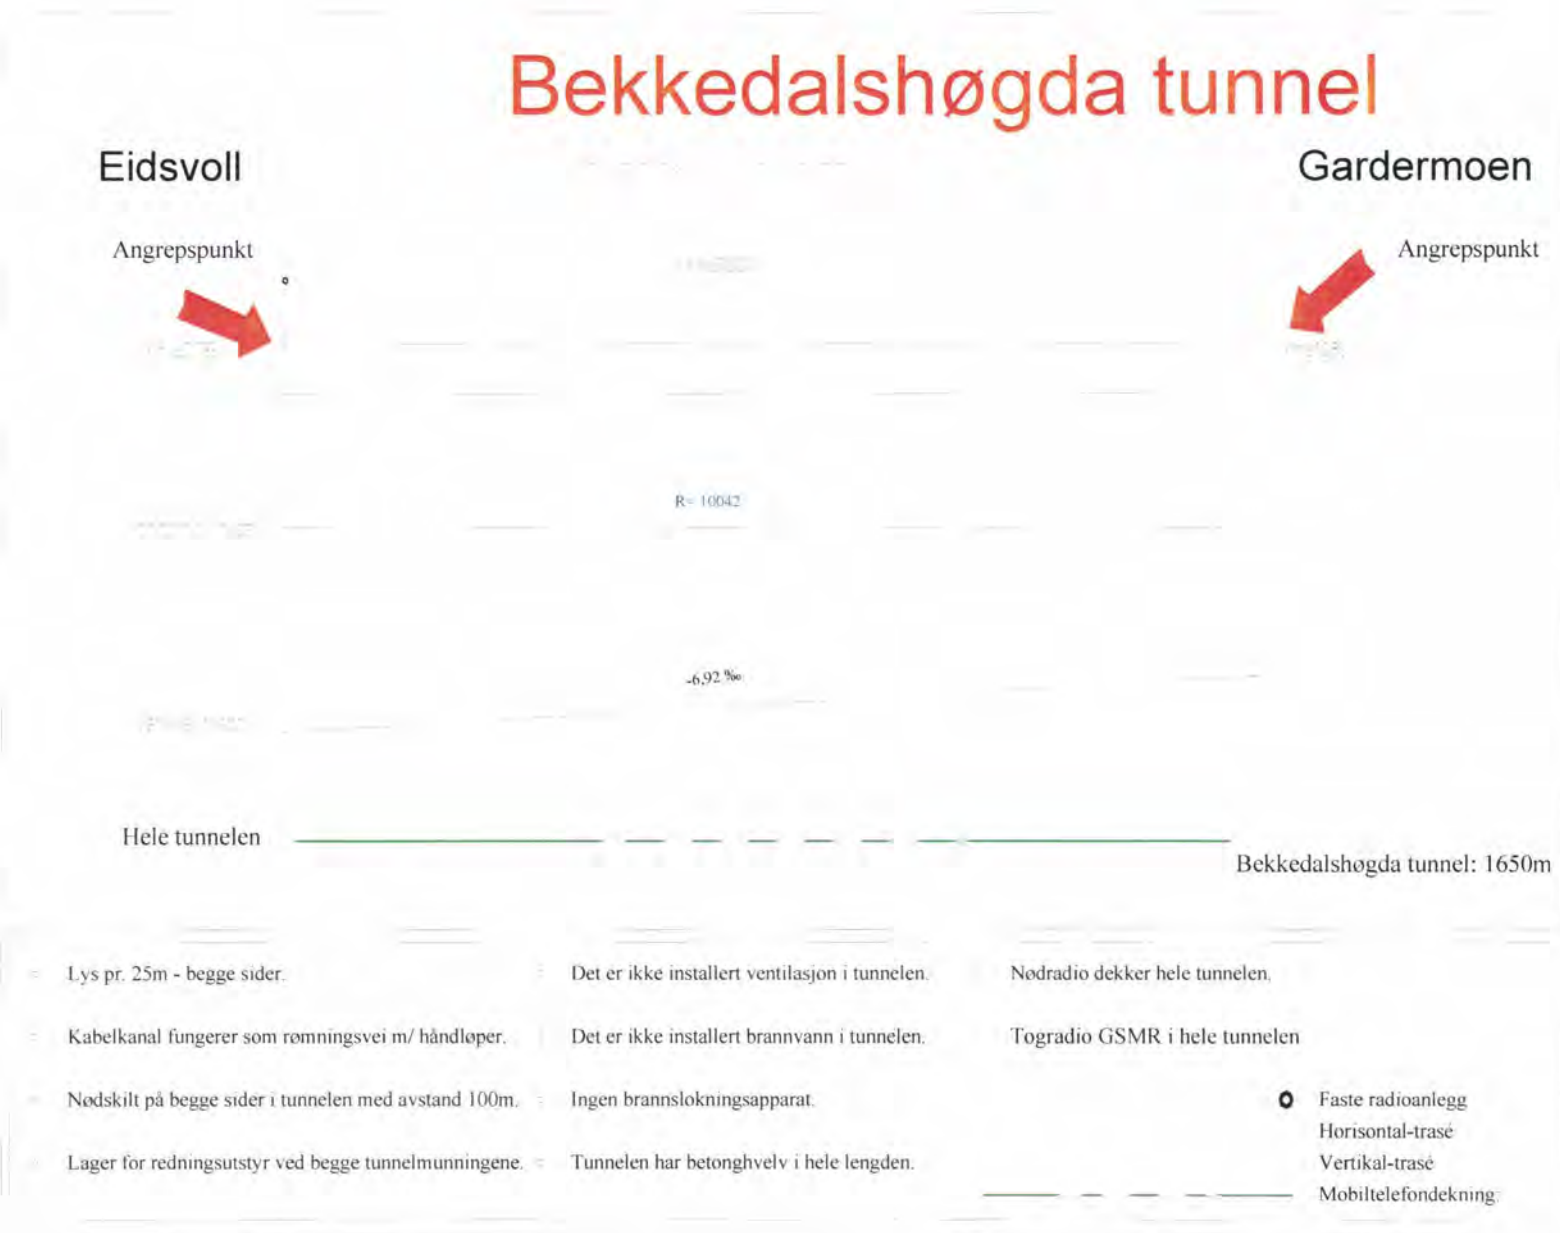 Bekkedalshøgda tunnel
Eidsvoll
Gardermoen
Angrepspunkt
Angrepspunkt
R= 10042
-6,92 ‰
Hele tunnelen
Bekkedalshøgda tunnel: 1650m
Lys pr. 25m - begge sider.
Det er ikke installert ventilasjon i tunnelen.
Nødradio dekker hele tunnelen.
Kabelkanal fungerer som rømningsvei m/ håndløper.
Det er ikke installert brannvann i tunnelen.
Togradio GSMR i hele tunnelen
Nødskilt på begge sider i tunnelen med avstand 100m.
Ingen brannslokningsapparat.
Faste radioanlegg
Horisontal-trasé
Lager for redningsutstyr ved begge tunnelmunningene.
Tunnelen har betonghvelv i hele lengden.
Vertikal-trasé
Mobiltelefondekning